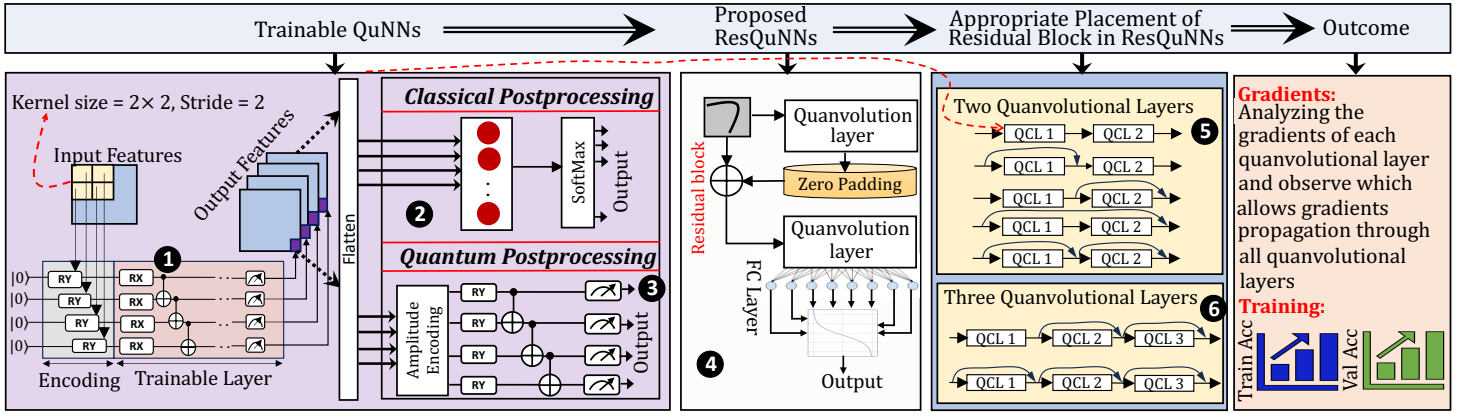 Trainable QuNNs
Proposed
ResQuNNs
Appropriate Placement of
Residual Block in ResQuNNs
Outcome
Kernel size = 2× 2, Stride = 2
Input Features
Output Features
1
|0⟩
|0⟩
|0⟩
|0⟩
RY
RY
RY
RY
RX
RX
RX
RX
...
...
...
...
Encoding
Trainable Layer
Flatten
Classical Postprocessing
2
SoftMax
Output
Quantum Postprocessing
3
Amplitude
Encoding
RY
RY
RY
RY
Output
Quanvolution
layer
Zero Padding
Residual block
Quanvolution
layer
FC Layer
4
Output
Two Quanvolutional Layers
5
QCL 1
QCL 2
QCL 1
QCL 2
QCL 1
QCL 2
QCL 1
QCL 2
QCL 1
QCL 2
Three Quanvolutional Layers
6
QCL 1
QCL 2
QCL 3
QCL 1
QCL 2
QCL 3
Gradients:
Analyzing the
gradients of each
quanvolutional layer
and observe which
allows gradients
propagation through
all quanvolutional
layers
Training:
Train Acc
Val Acc